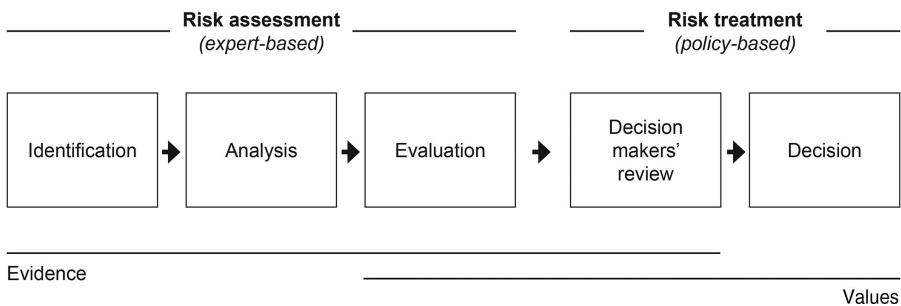 Risk assessment
(expert-based)
Risk treatment
(policy-based)
Identification
Analysis
Evaluation
Decision
makers’
review
Decision
Evidence
Values